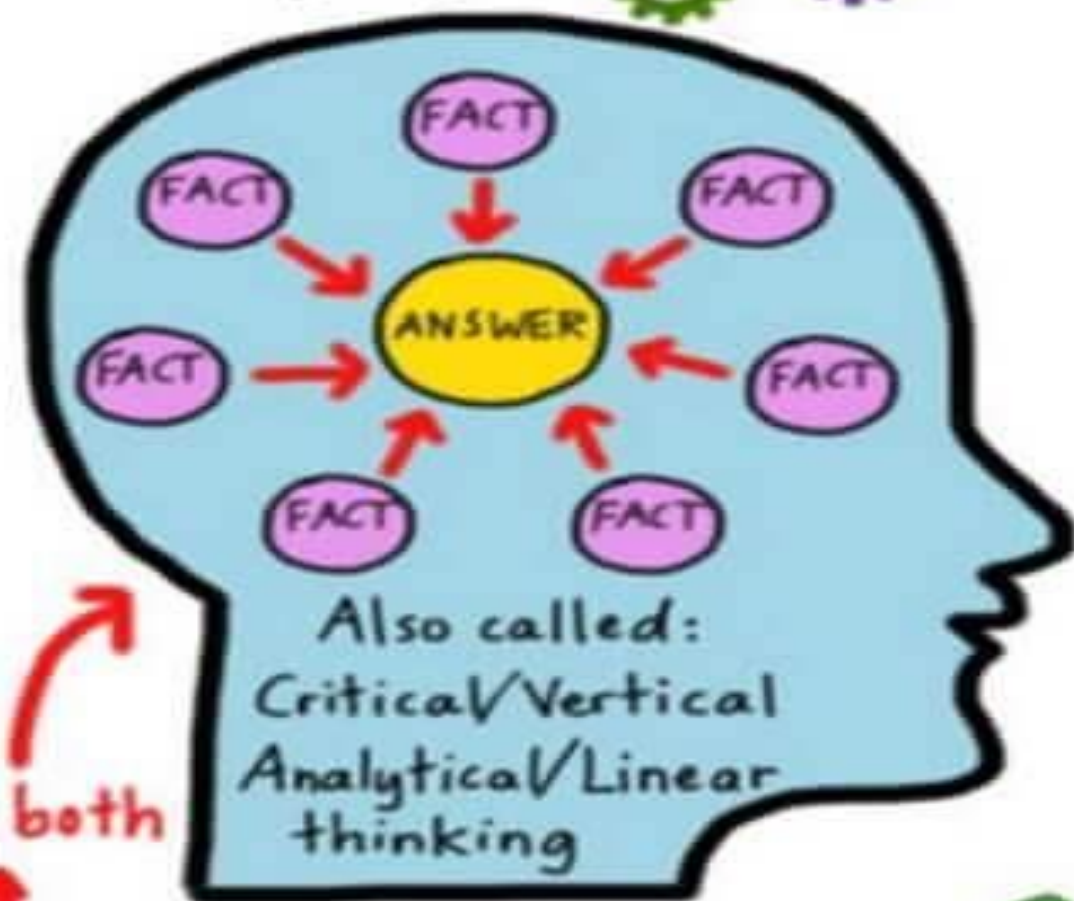 FACT
FACT
FACT
ANSWER
FACT
FACT
FACT
FACT
Also called:
Critical/Vertical
Analytical/Linear
thinking
both